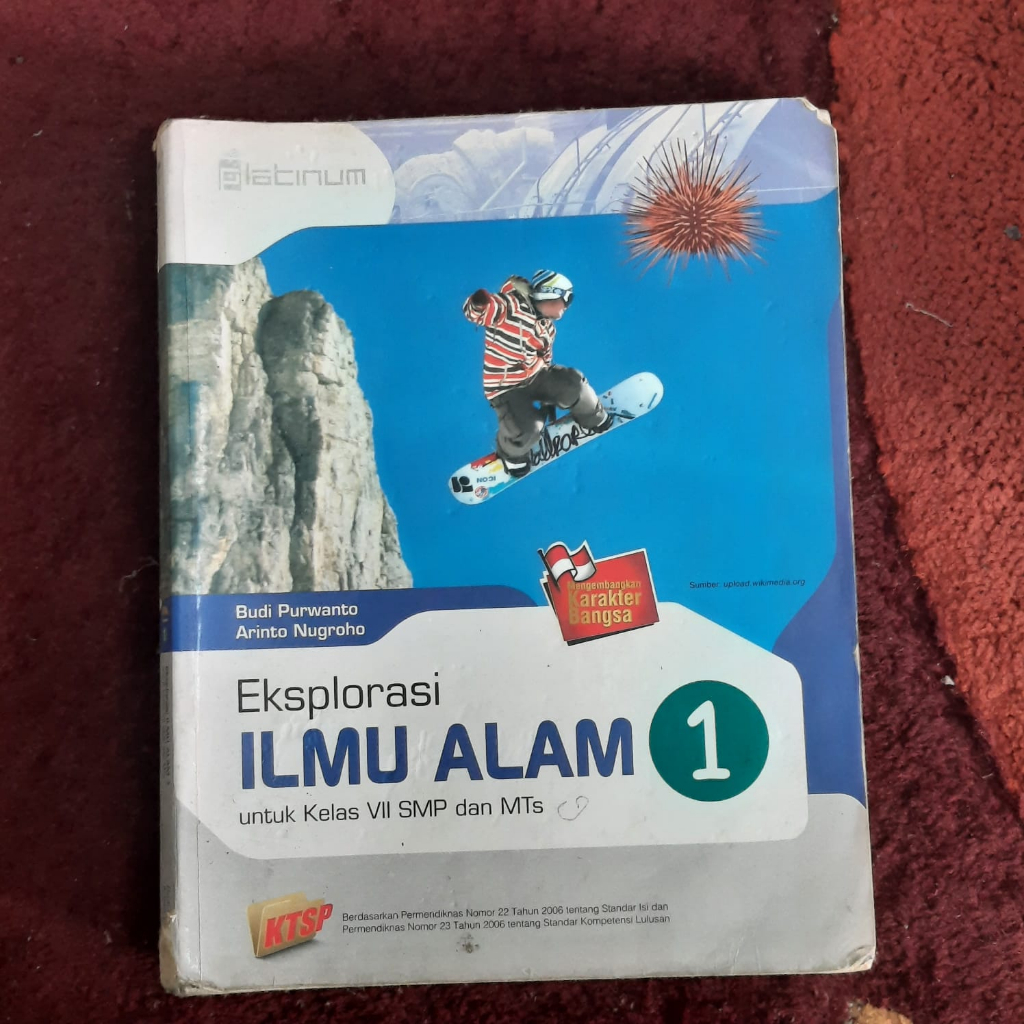 Platinum
ICON
Sumber: upload.wikimedia.org
Mengembangkan
Karakter
Bangsa
Budi Purwanto
Arinto Nugroho
Eksplorasi
ILMU ALAM 1
untuk Kelas VII SMP dan MTs
KTSP
Berdasarkan Permendiknas Nomor 22 Tahun 2006 tentang Standar Isi dan
Permendiknas Nomor 23 Tahun 2006 tentang Standar Kompetensi Lulusan